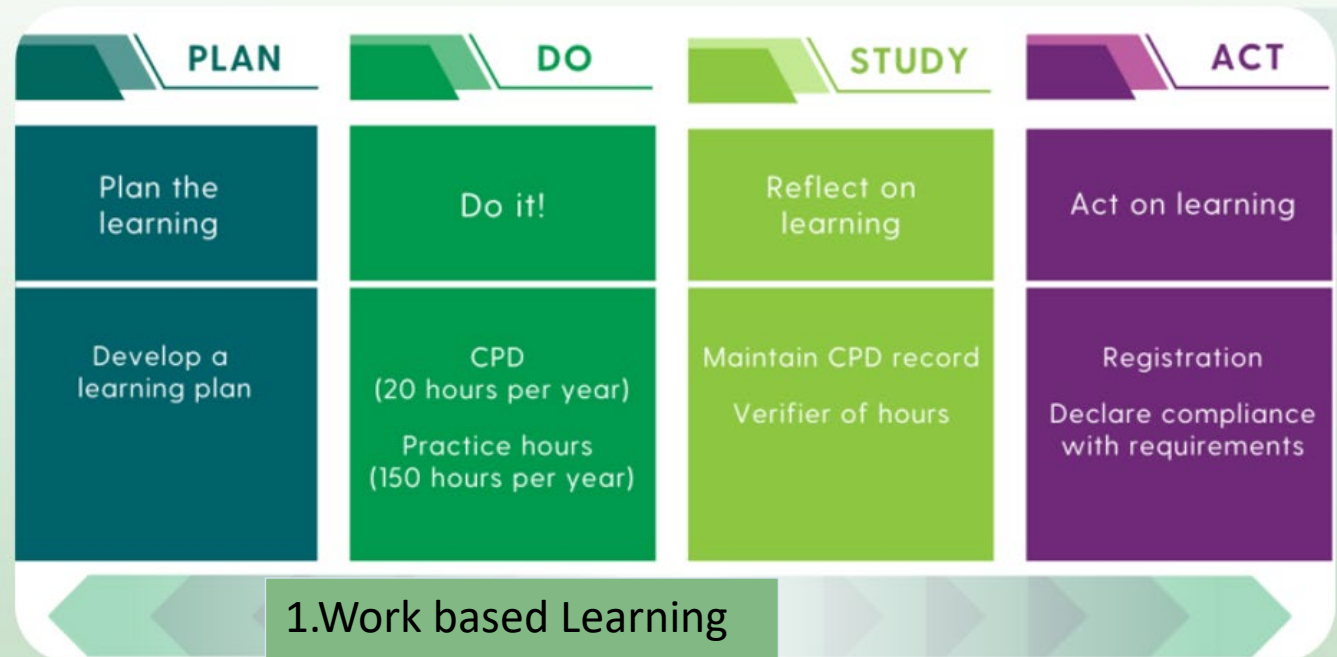 PLAN
Plan the
learning
Develop a
learning plan
DO
Do it!
CPD
(20 hours per year)
Practice hours
(150 hours per year)
STUDY
Reflect on
learning
Maintain CPD record
Verifier of hours
ACT
Act on learning
Registration
Declare compliance
with requirements
1.Work based Learning